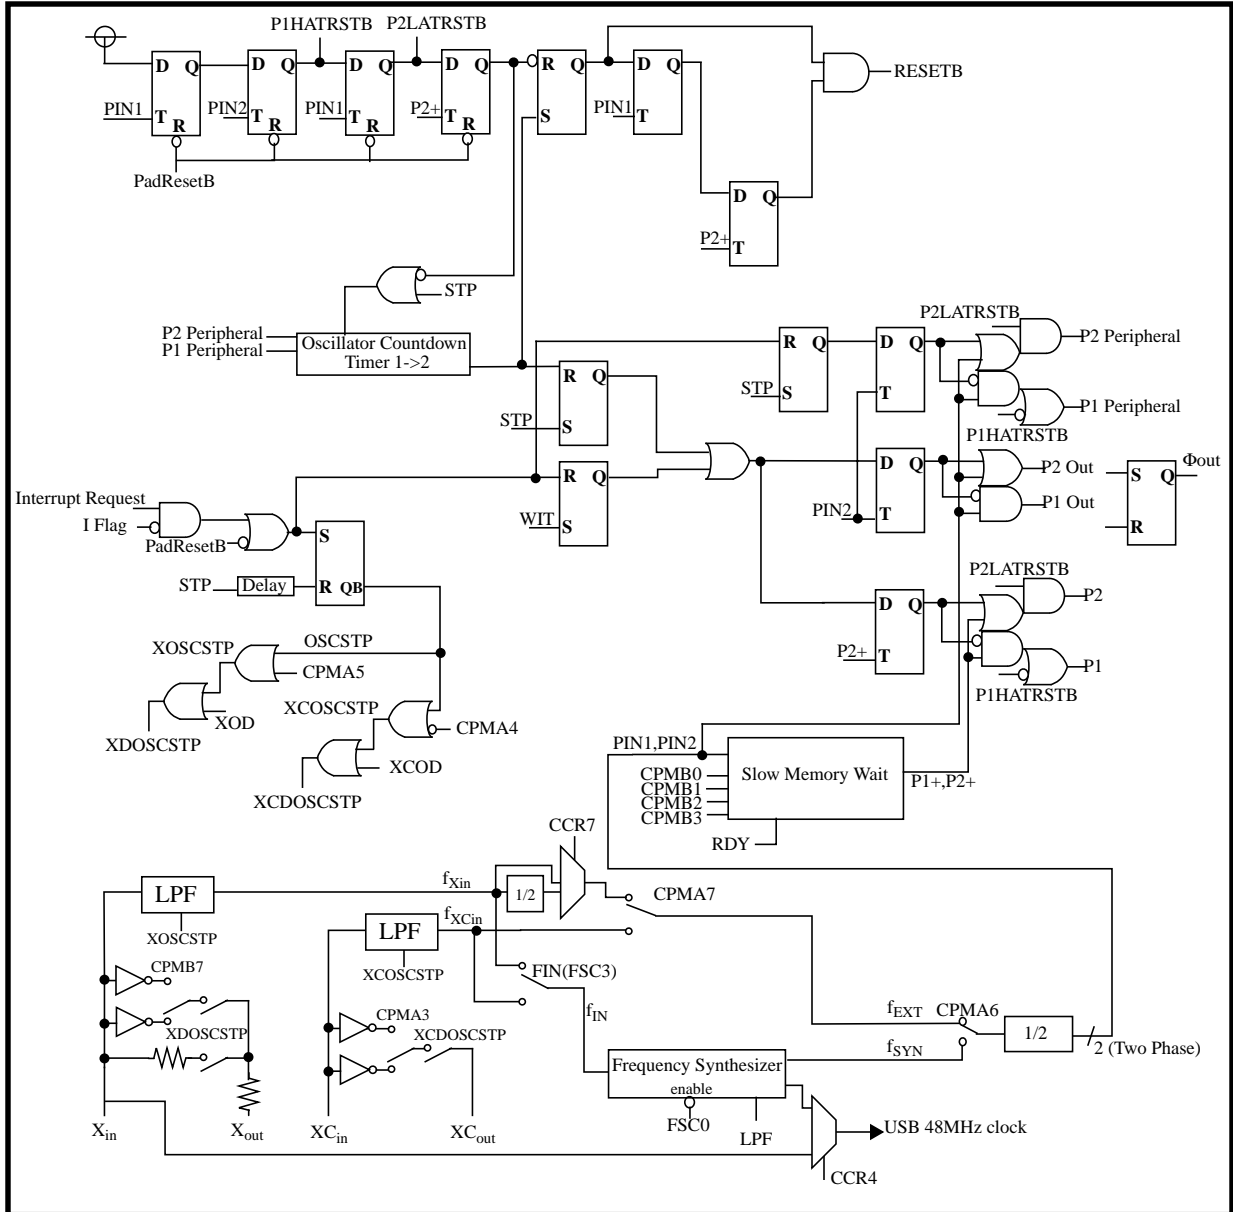 P1HATRSTB P2LATRSTB
D Q D Q D Q D Q R Q D Q
RESETB
PIN1 T R PIN2 T R PIN1 T R P2+ T R S PIN1 T
PadResetB
D Q
P2+ T
STP
P2LATRSTB
P2 Peripheral
P1 Peripheral
Oscillator Countdown
Timer 1->2
R Q D Q
P2 Peripheral
R Q
STP S T
P1 Peripheral
STP S
P1HATRSTB
D Q
P2 Out
S Q Φout
R Q
Interrupt Request
P1 Out
I Flag
WIT S
PIN2 T
R
PadResetB
S
STP Delay R QB
P2LATRSTB
D Q
P2
XOSCSTP OSCSTP
P2+ T
P1
CPMA5
P1HATRSTB
XCOSCSTP
XOD
CPMA4
XDOSCSTP
PIN1,PIN2
XCOD
Slow Memory Wait
P1+,P2+
CPMB0
CPMB1
CPMB2
CPMB3
XCDOSCSTP
RDY
CCR7
LPF
fXin
1/2
CPMA7
XOSCSTP
LPF
fXCin
XCOSCSTP
CPMB7
FIN(FSC3)
fIN
CPMA3
XDOSCSTP
XCDOSCSTP
fEXT
CPMA6
1/2
2 (Two Phase)
fSYN
Frequency Synthesizer
enable
FSC0
LPF
Xin
Xout
XCin
XCout
USB 48MHz clock
CCR4